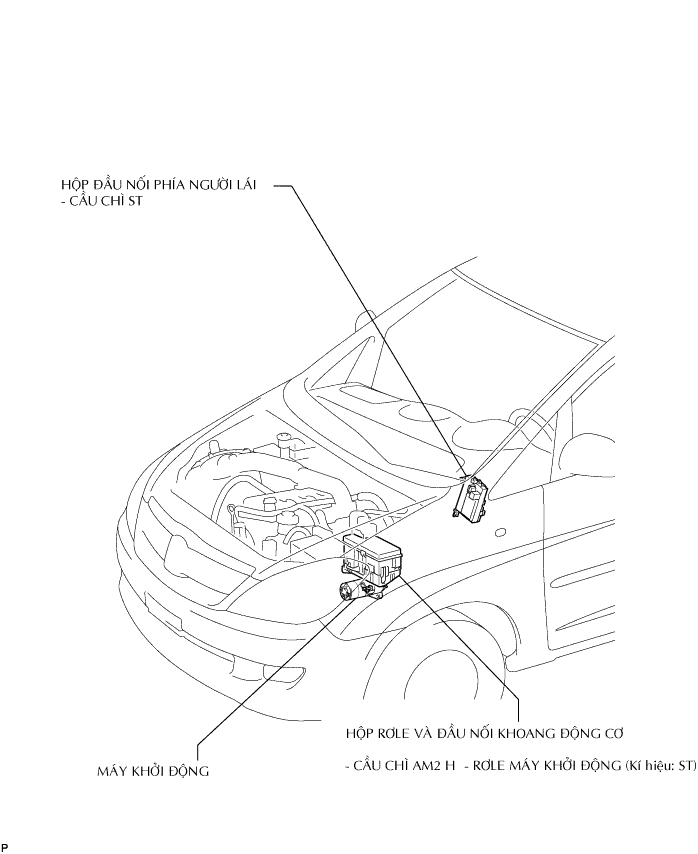 HỘP ĐẦU NỐI PHÍA NGƯỜI LÁI
- CẦU CHÌ ST
HỘP RƠLE VÀ ĐẦU NỐI KHOANG ĐỘNG CƠ
- CẦU CHÌ AM2 H - RƠLE MÁY KHỞI ĐỘNG (Kí hiệu: ST)
MÁY KHỞI ĐỘNG
P